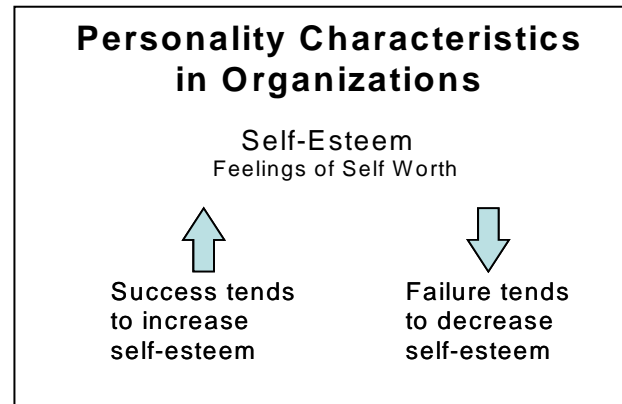 Personality Characteristics
in Organizations
Self-Esteem
Feelings of Self Worth
Success tends
to increase
self-esteem
Failure tends
to decrease
self-esteem